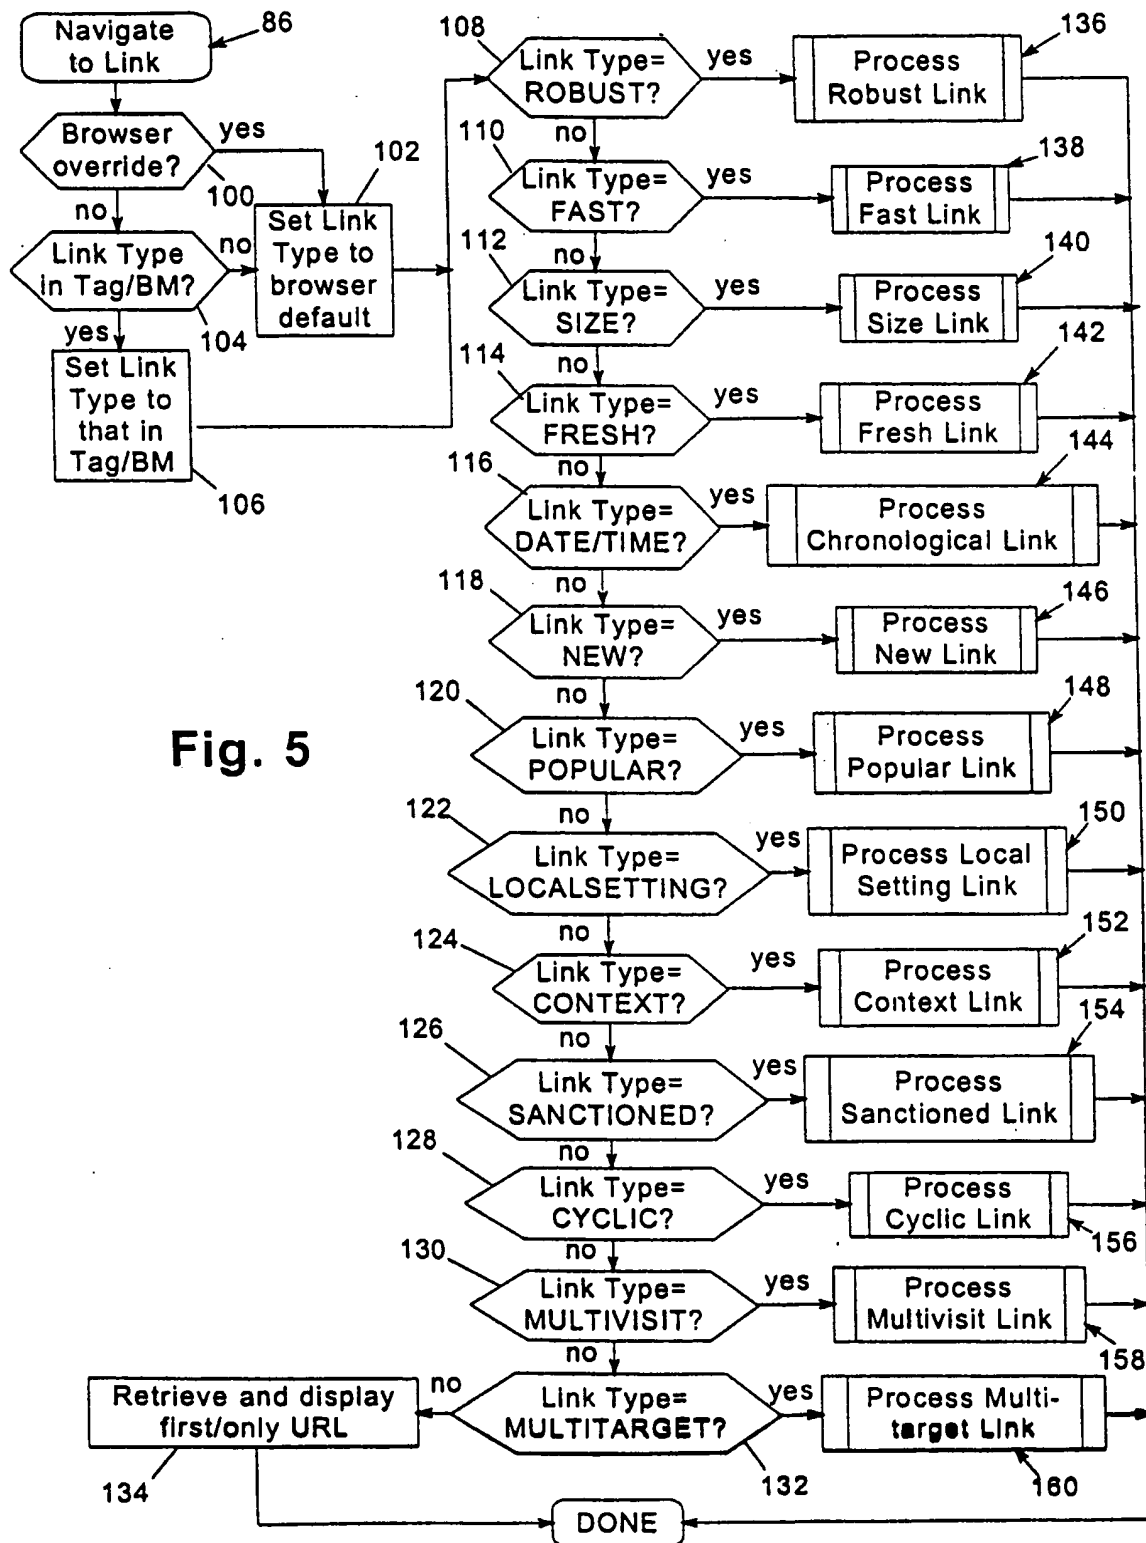 Navigate
to Link
86
Browser
override?
yes
100
no
Link Type
in Tag/BM?
no
104
yes
102
Set Link
Type to
browser
default
Set Link
Type to
that in
Tag/BM
106
108
Link Type=
ROBUST?
yes
Process
Robust Link
136
no
110
Link Type=
FAST?
yes
Process
Fast Link
138
no
112
Link Type=
SIZE?
yes
Process
Size Link
140
no
114
Link Type=
FRESH?
yes
Process
Fresh Link
142
no
116
Link Type=
DATE/TIME?
yes
Process
Chronological Link
144
no
118
Link Type=
NEW?
yes
Process
New Link
146
no
120
Link Type=
POPULAR?
yes
Process
Popular Link
148
no
Fig. 5
122
Link Type=
LOCALSETTING?
yes
Process Local
Setting Link
150
no
124
Link Type=
CONTEXT?
yes
Process
Context Link
152
no
126
Link Type=
SANCTIONED?
yes
Process
Sanctioned Link
154
no
128
Link Type=
CYCLIC?
yes
Process
Cyclic Link
156
no
130
Link Type=
MULTIVISIT?
yes
Process
Multivisit Link
158
no
Link Type=
MULTITARGET?
132
yes
Process Multi-
target Link
160
no
Retrieve and display
first/only URL
134
DONE